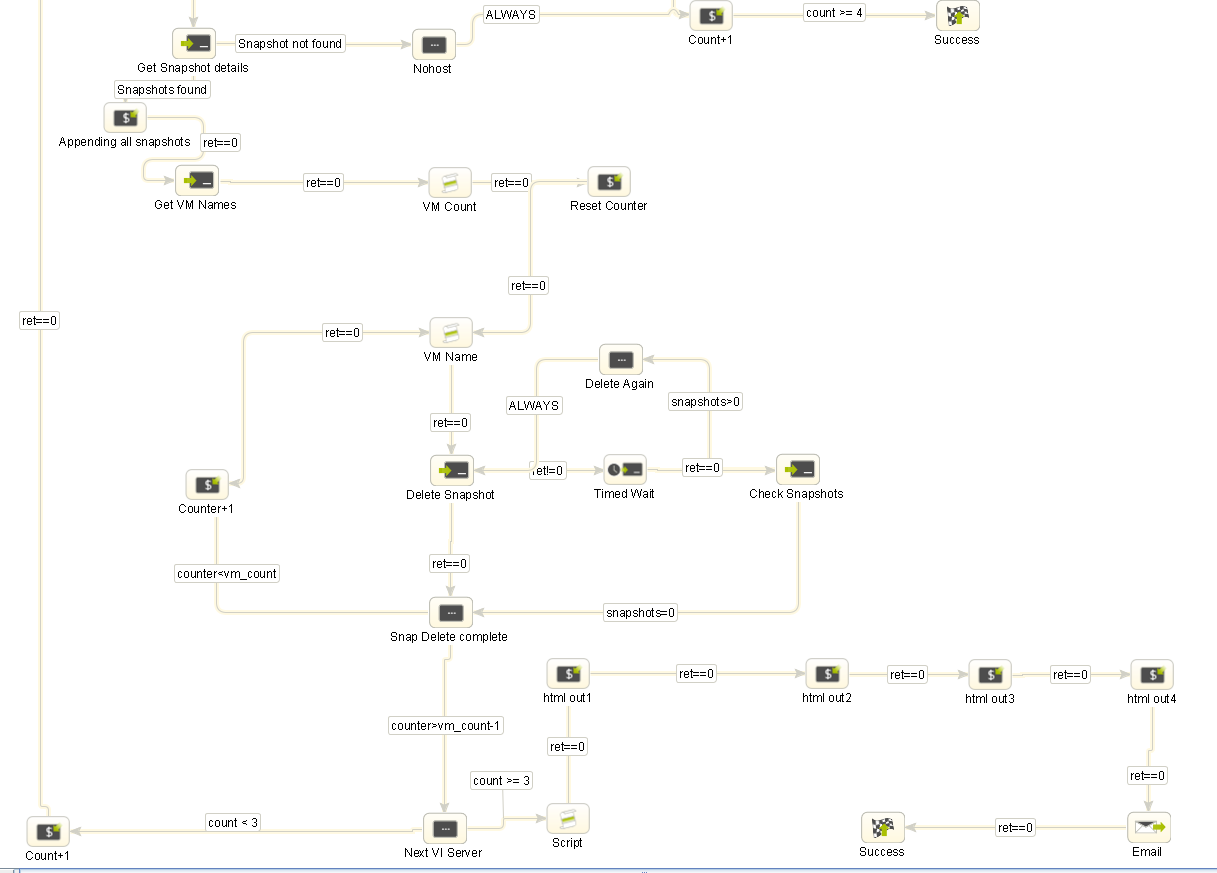 ALWAYS
count >= 4
Snapshot not found
Count+1
Success
Get Snapshot details
Nohost
Snapshots found
Appending all snapshots
ret==0
ret==0
ret==0
Get VM Names
VM Count
Reset Counter
ret==0
ret==0
ret==0
VM Name
Delete Again
ALWAYS
snapshots>0
ret==0
ret!=0
ret==0
Delete Snapshot
Timed Wait
Check Snapshots
Counter+1
ret==0
counter<vm_count
snapshots=0
Snap Delete complete
ret==0
ret==0
ret==0
html out1
html out2
html out3
html out4
counter>vm_count-1
ret==0
ret==0
count >= 3
count < 3
ret==0
Script
Next VI Server
Success
Email
Count+1